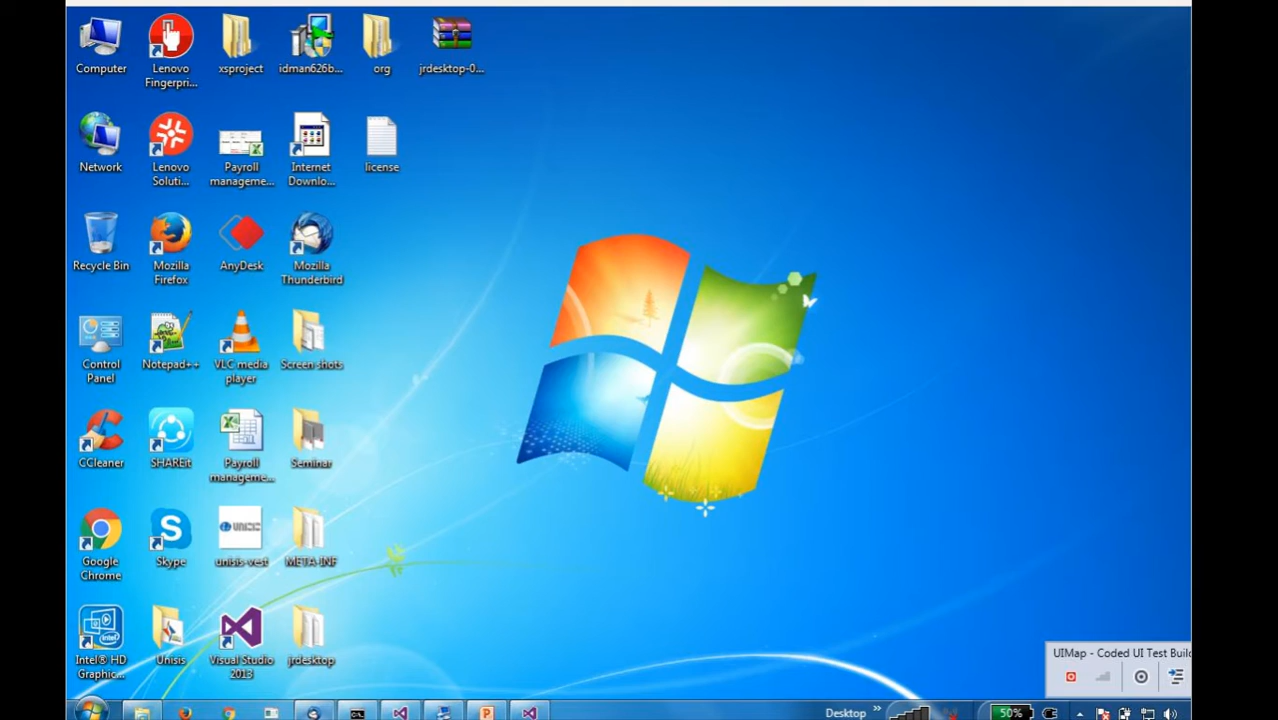 Computer
Lenovo
Fingerpri...
xsproject
idman626b...
org
jrdesktop-0...
Network
Lenovo
Soluti...
Payroll
manageme...
Internet
Downlo...
license
Recycle Bin
Mozilla
Firefox
AnyDesk
Mozilla
Thunderbird
Control
Panel
Notepad++
VLC media
player
Screen shots
CCleaner
SHAREit
Payroll
manageme...
Seminar
Google
Chrome
Skype
unisis-vest
META-INF
Intel® HD
Graphic...
Unisis
Visual Studio
2013
jrdesktop
UIMap - Coded UI Test Build
Desktop »
50%